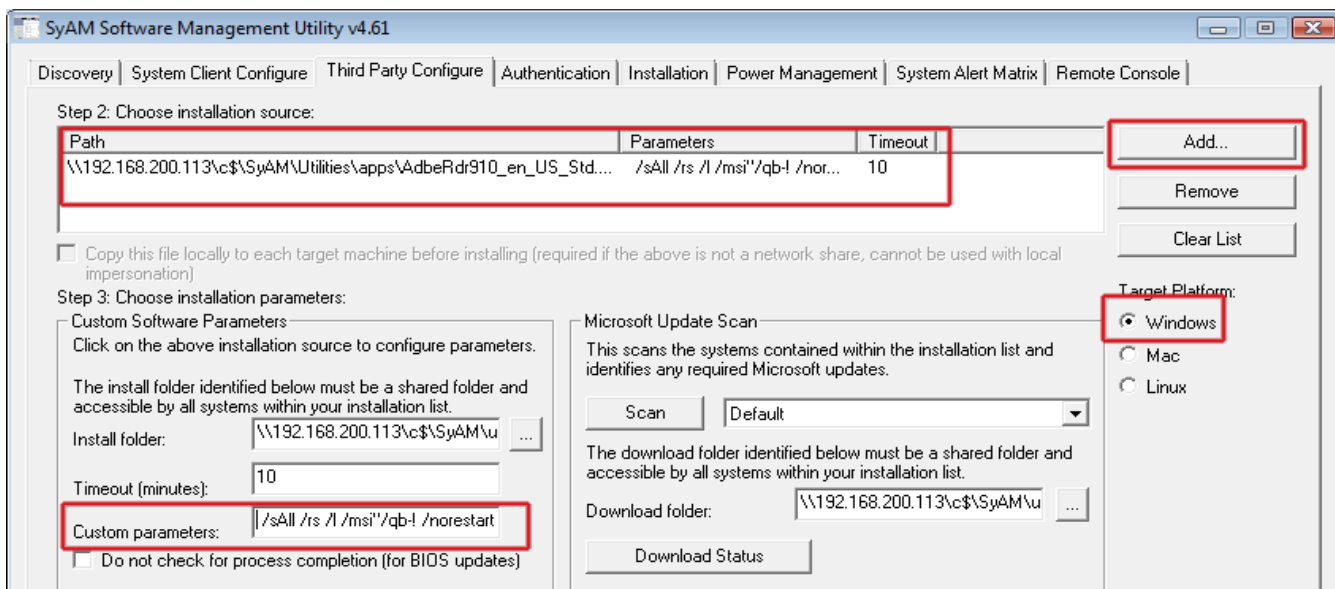 SyAM Software Management Utility v4.61
Discovery System Client Configure Third Party Configure Authentication Installation Power Management System Alert Matrix Remote Console
Step 2: Choose installation source:
Path Parameters Timeout
\\192.168.200.113\c$\SyAM\Utilities\apps\AdbeRdr910_en_US_Std.... /sAll /rs /l /msi"/qb-! /nor... 10
Add...
Remove
Clear List
Copy this file locally to each target machine before installing (required if the above is not a network share, cannot be used with local
impersonation)
Step 3: Choose installation parameters:
Custom Software Parameters
Click on the above installation source to configure parameters.
The install folder identified below must be a shared folder and
accessible by all systems within your installation list.
Install folder: \\192.168.200.113\c$\SyAM\u ...
Timeout (minutes): 10
Custom parameters: /sAll /rs /l /msi"/qb-! /norestart
Do not check for process completion (for BIOS updates)
Microsoft Update Scan
This scans the systems contained within the installation list and
identifies any required Microsoft updates.
Scan Default
The download folder identified below must be a shared folder and
accessible by all systems within your installation list.
Download folder: \\192.168.200.113\c$\SyAM\u ...
Download Status
Target Platform:
Windows
Mac
Linux